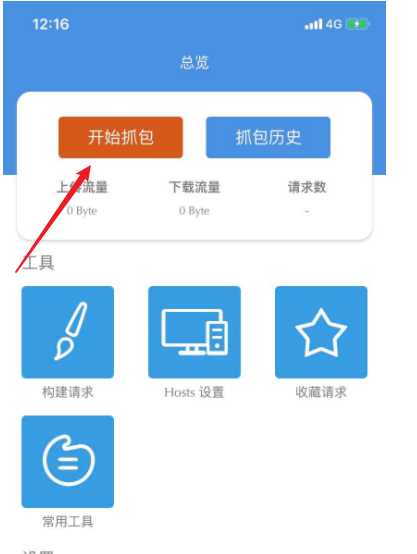 12:16 4G
总览
开始抓包 抓包历史
上传流量 下载流量 请求数
0 Byte 0 Byte -
工具
构建请求 Hosts 设置 收藏请求
常用工具